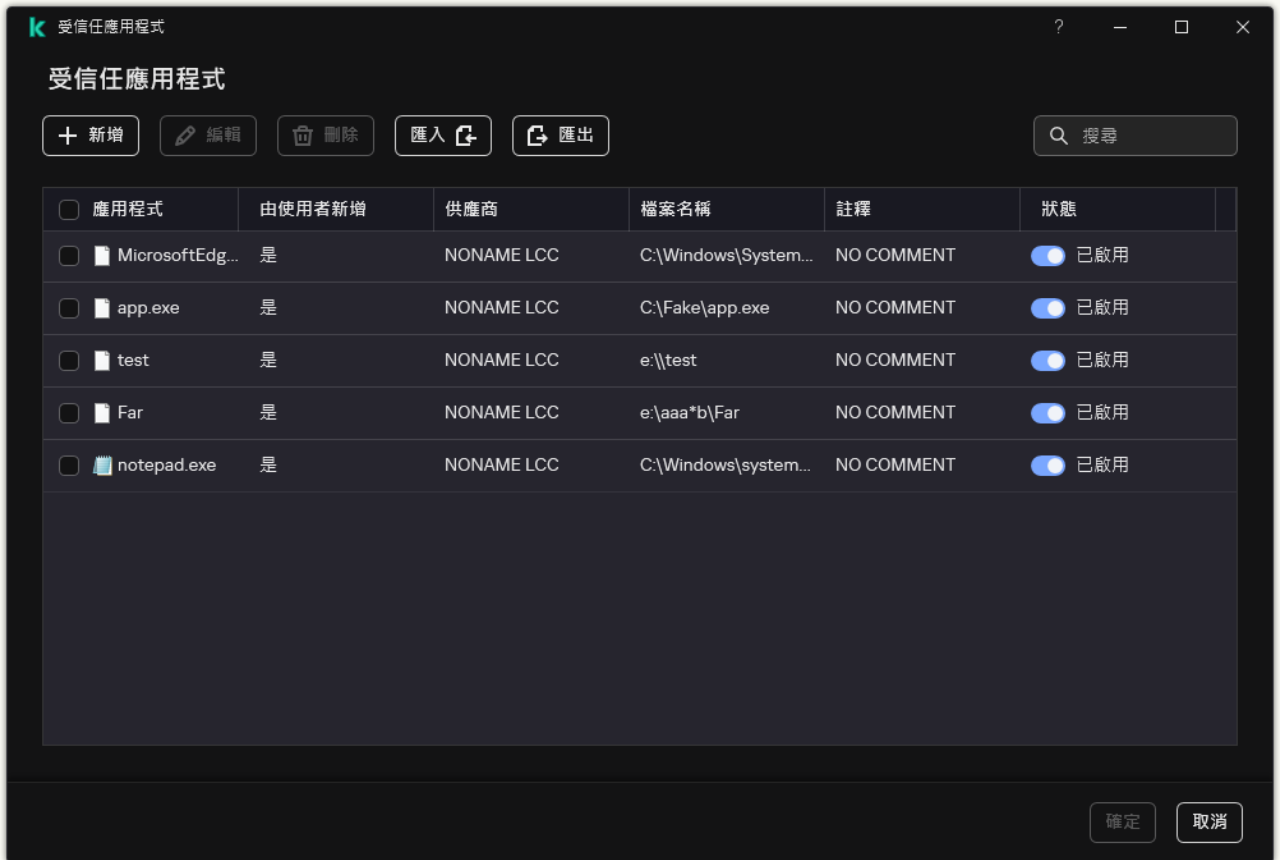 受信任應用程式
?
受信任應用程式
新增 編輯 刪除 匯入 匯出 搜尋
應用程式 由使用者新增 供應商 檔案名稱 註釋 狀態
MicrosoftEdg... 是 NONAME LCC C:\Windows\System... NO COMMENT 已啟用
app.exe 是 NONAME LCC C:\Fake\app.exe NO COMMENT 已啟用
test 是 NONAME LCC e:\\test NO COMMENT 已啟用
Far 是 NONAME LCC e:\aaa*b\Far NO COMMENT 已啟用
notepad.exe 是 NONAME LCC C:\Windows\system... NO COMMENT 已啟用
確定 取消